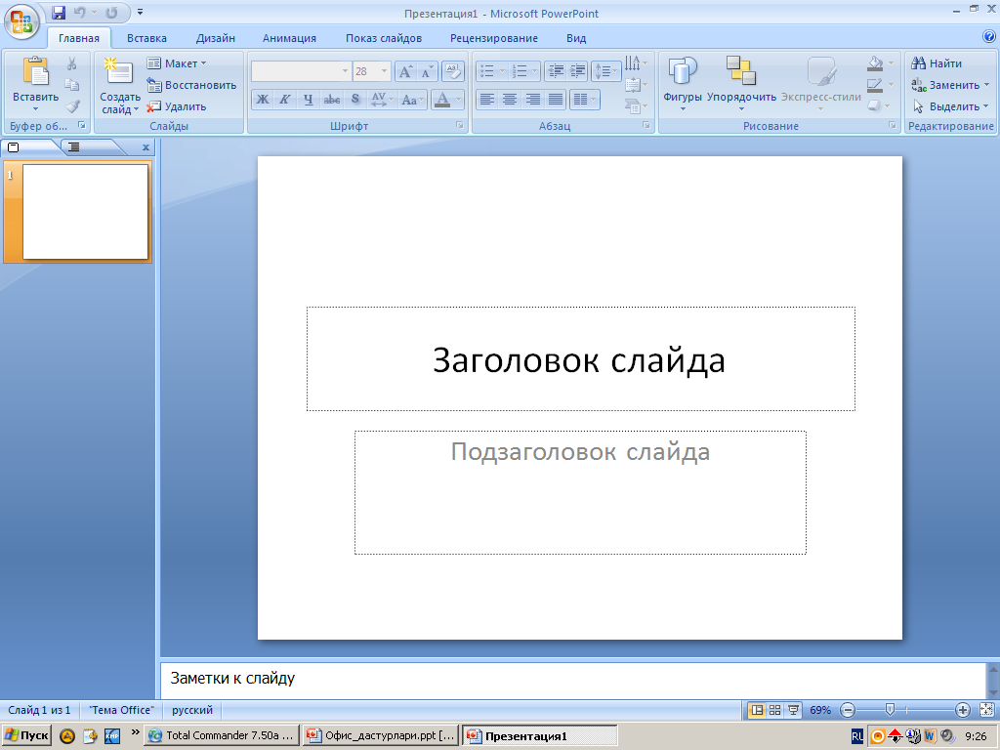 Презентация1 - Microsoft PowerPoint
Главная Вставка Дизайн Анимация Показ слайдов Рецензирование Вид
Вставить
Буфер об...
Создать слайд
Макет
Восстановить
Удалить
Слайды
28
Ж К Ч abc S AV Aa А
Шрифт
Абзац
Фигуры Упорядочить Экспресс-стили
Рисование
Найти
Заменить
Выделить
Редактирование
1
Заголовок слайда
Подзаголовок слайда
Заметки к слайду
Слайд 1 из 1 "Тема Office" русский 69%
Пуск Total Commander 7.50a ... Офис_дастурлари.ppt [... Презентация1 RU 9:26